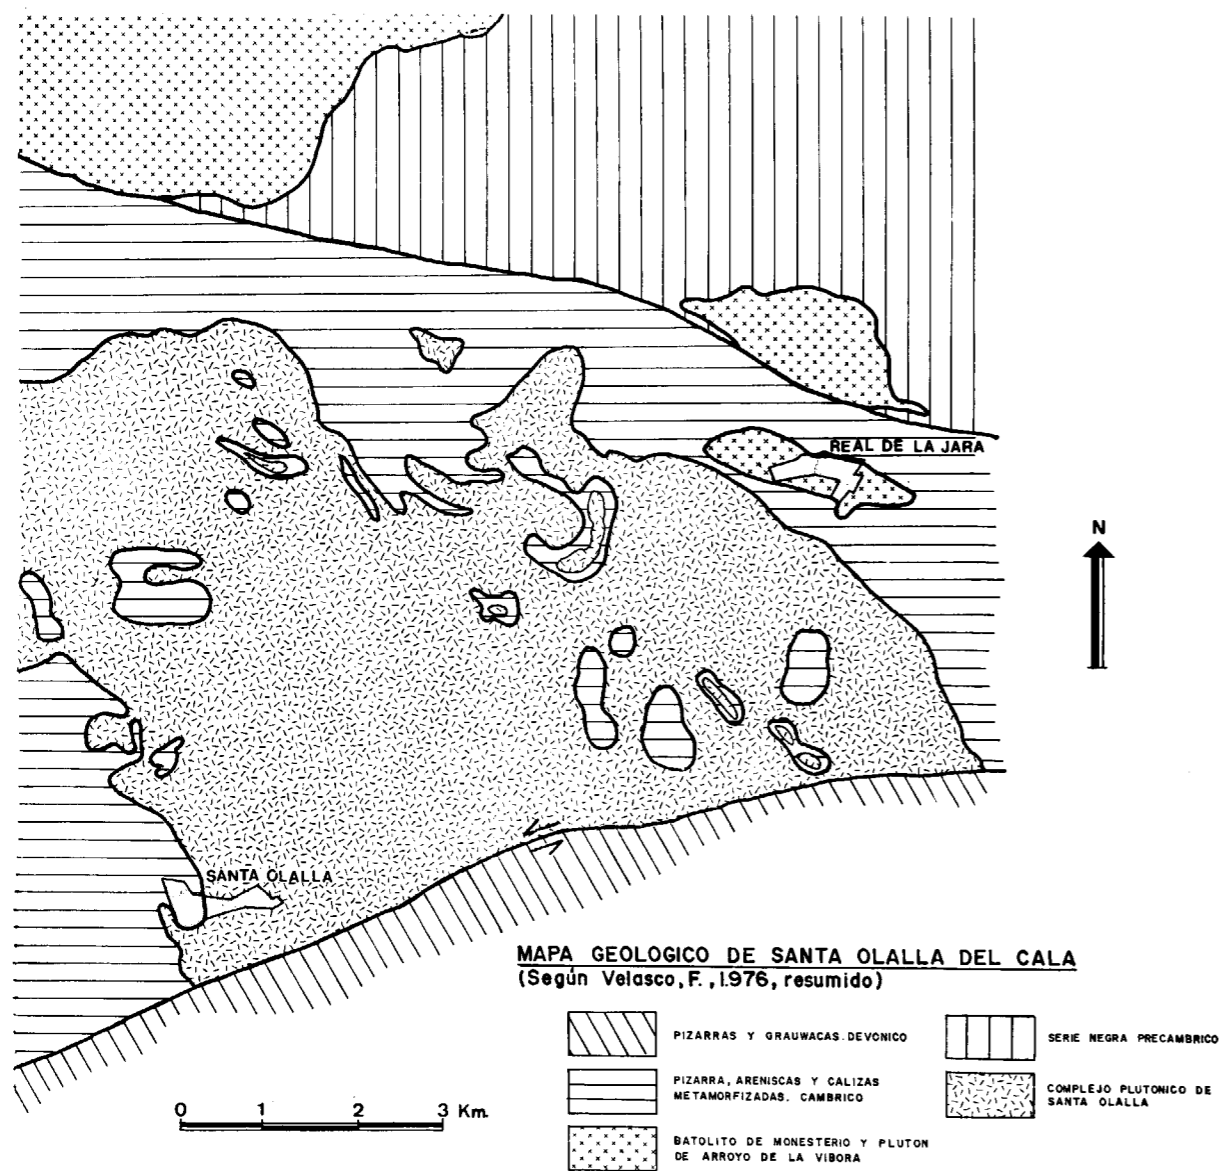 REAL DE LA JARA
N
SANTA OLALLA
MAPA GEOLOGICO DE SANTA OLALLA DEL CALA
(Según Velasco, F., 1.976, resumido)
PIZARRAS Y GRAUWACAS. DEVONICO
SERIE NEGRA PRECAMBRICO
PIZARRA, ARENISCAS Y CALIZAS
METAMORFIZADAS. CAMBRICO
COMPLEJO PLUTONICO DE
SANTA OLALLA
BATOLITO DE MONESTERIO Y PLUTON
DE ARROYO DE LA VIBORA
0 1 2 3 Km.